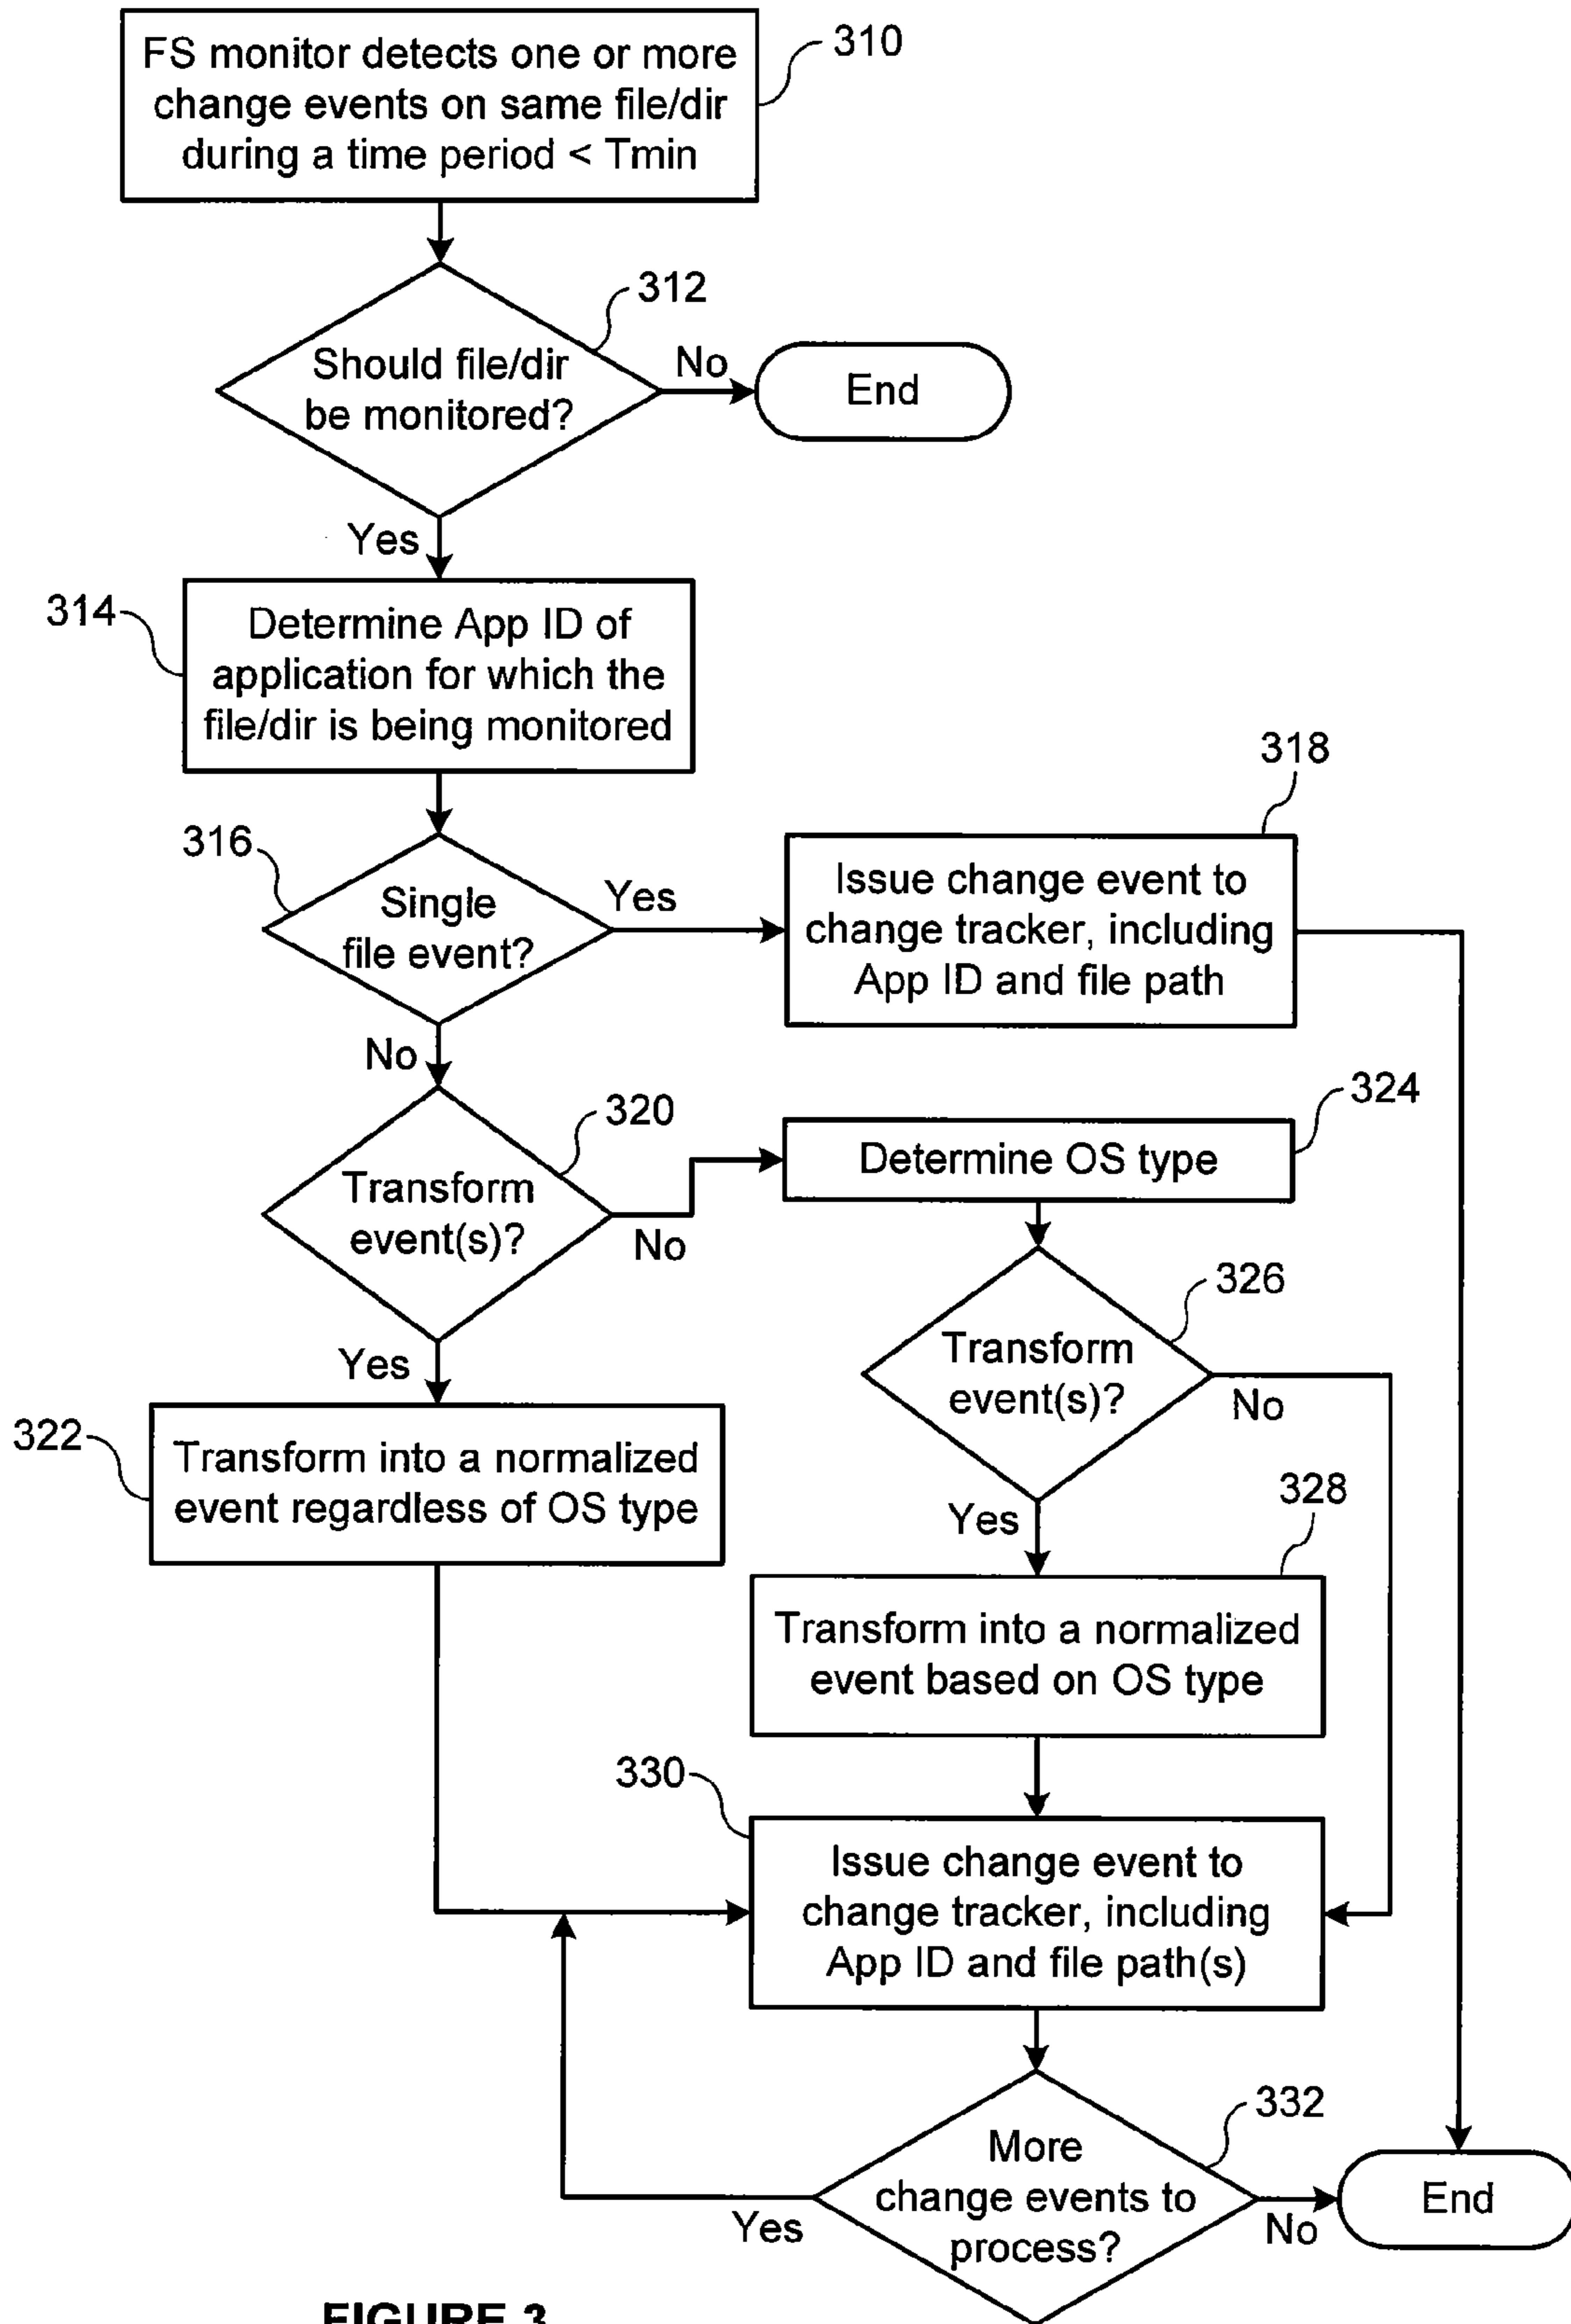 FS monitor detects one or more
change events on same file/dir
during a time period < Tmin
310
312
Should file/dir
be monitored?
No
End
Yes
314
Determine App ID of
application for which the
file/dir is being monitored
318
316
Single
file event?
Yes
Issue change event to
change tracker, including
App ID and file path
No
320
Transform
event(s)?
No
324
Determine OS type
326
Transform
event(s)?
No
Yes
322
Transform into a normalized
event regardless of OS type
Yes
328
Transform into a normalized
event based on OS type
330
Issue change event to
change tracker, including
App ID and file path(s)
332
More
change events to
process?
Yes
No
End
FIGURE 3